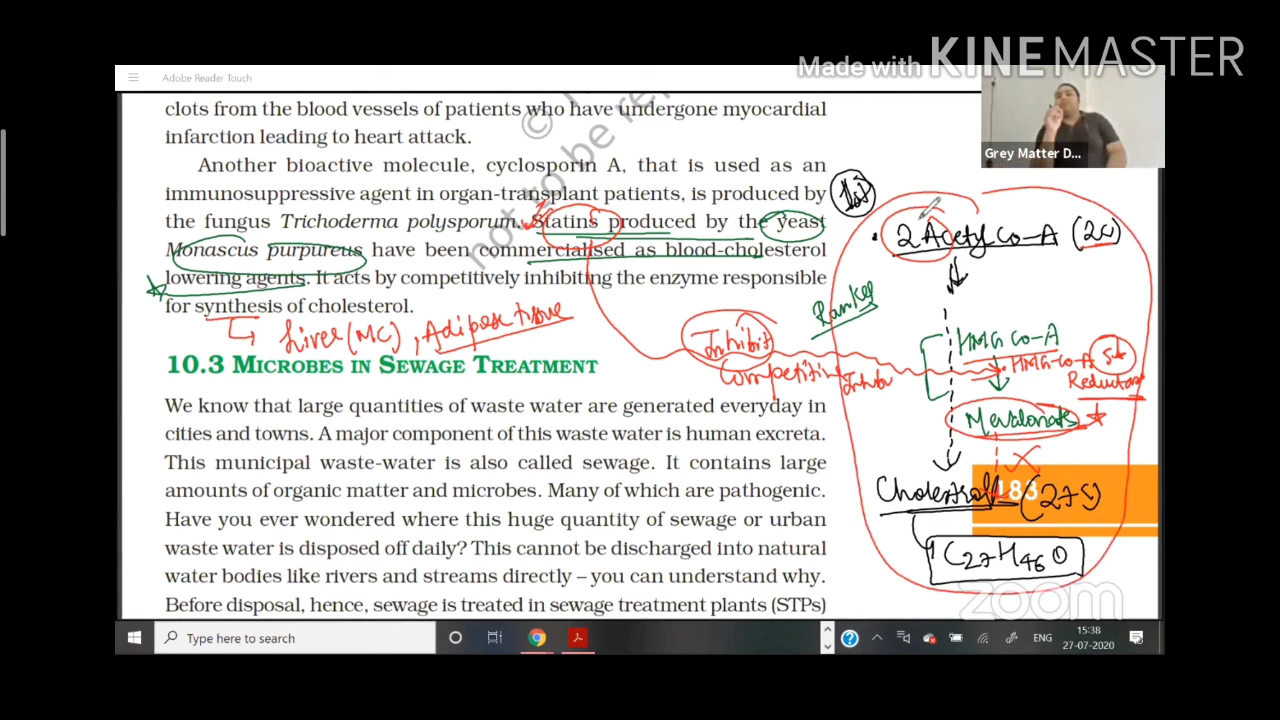 Made with KINEMASTER
Adobe Reader Touch
clots from the blood vessels of patients who have undergone myocardial
infarction leading to heart attack.
Another bioactive molecule, cyclosporin A, that is used as an
immunosuppressive agent in organ-transplant patients, is produced by
the fungus Trichoderma polysporum. Statins produced by the yeast
Monascus purpureus have been commercialised as blood-cholesterol
lowering agents. It acts by competitively inhibiting the enzyme responsible
for synthesis of cholesterol.
Liver (MC), Adipose tissue
10.3 MICROBES IN SEWAGE TREATMENT
We know that large quantities of waste water are generated everyday in
cities and towns. A major component of this waste water is human excreta.
This municipal waste-water is also called sewage. It contains large
amounts of organic matter and microbes. Many of which are pathogenic.
Have you ever wondered where this huge quantity of sewage or urban
waste water is disposed off daily? This cannot be discharged into natural
water bodies like rivers and streams directly – you can understand why.
Before disposal, hence, sewage is treated in sewage treatment plants (STPs)
© not to be re
Grey Matter D...
2 Acetyl Co-A (2C)
HMG Co-A
HMG-Co-A
Inhibit
Mevalonate
183
C27H46O
zoom
Type here to search
ENG
15:38
27-07-2020